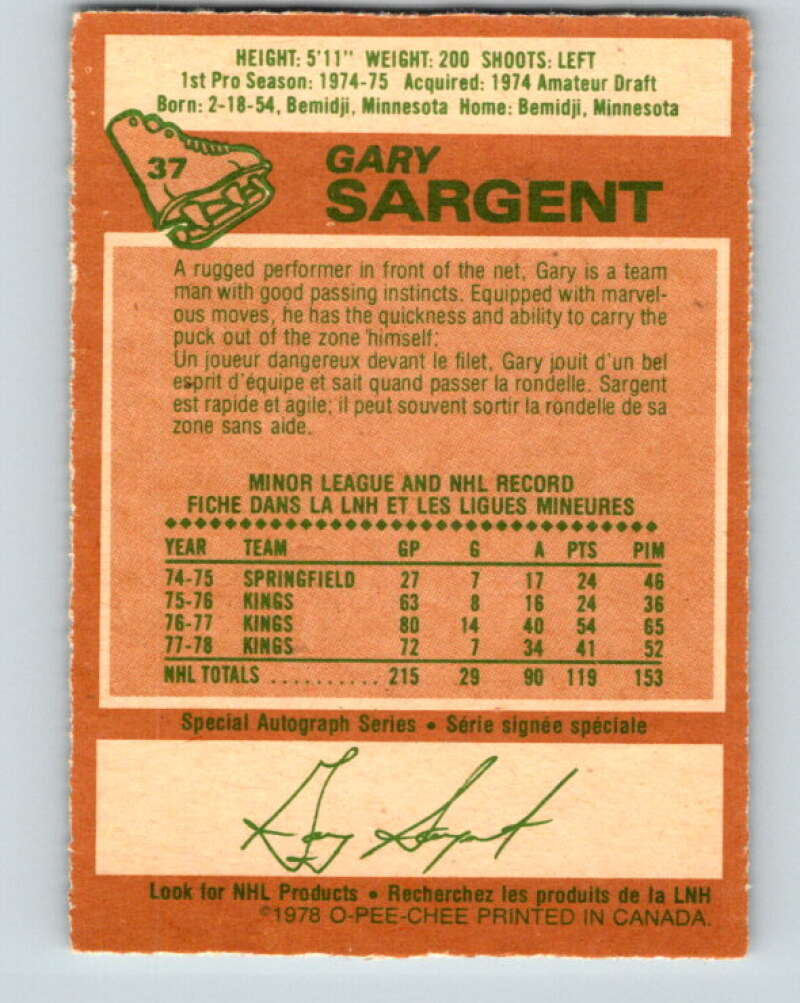 HEIGHT: 5'11" WEIGHT: 200 SHOOTS: LEFT
1st Pro Season: 1974-75 Acquired: 1974 Amateur Draft
Born: 2-18-54, Bemidji, Minnesota Home: Bemidji, Minnesota
37
GARY
SARGENT
A rugged performer in front of the net, Gary is a team
man with good passing instincts. Equipped with marvel-
ous moves, he has the quickness and ability to carry the
puck out of the zone himself.
Un joueur dangereux devant le filet, Gary jouit d'un bel
esprit d'équipe et sait quand passer la rondelle. Sargent
est rapide et agile; il peut souvent sortir la rondelle de sa
zone sans aide.
MINOR LEAGUE AND NHL RECORD
FICHE DANS LA LNH ET LES LIGUES MINEURES
YEAR TEAM GP G A PTS PIM
74-75 SPRINGFIELD 27 7 17 24 46
75-76 KINGS 63 8 16 24 36
76-77 KINGS 80 14 40 54 65
77-78 KINGS 72 7 34 41 52
NHL TOTALS .......... 215 29 90 119 153
Special Autograph Series • Série signée spéciale
Gary Sargent
Look for NHL Products • Recherchez les produits de la LNH
©1978 O-PEE-CHEE PRINTED IN CANADA.